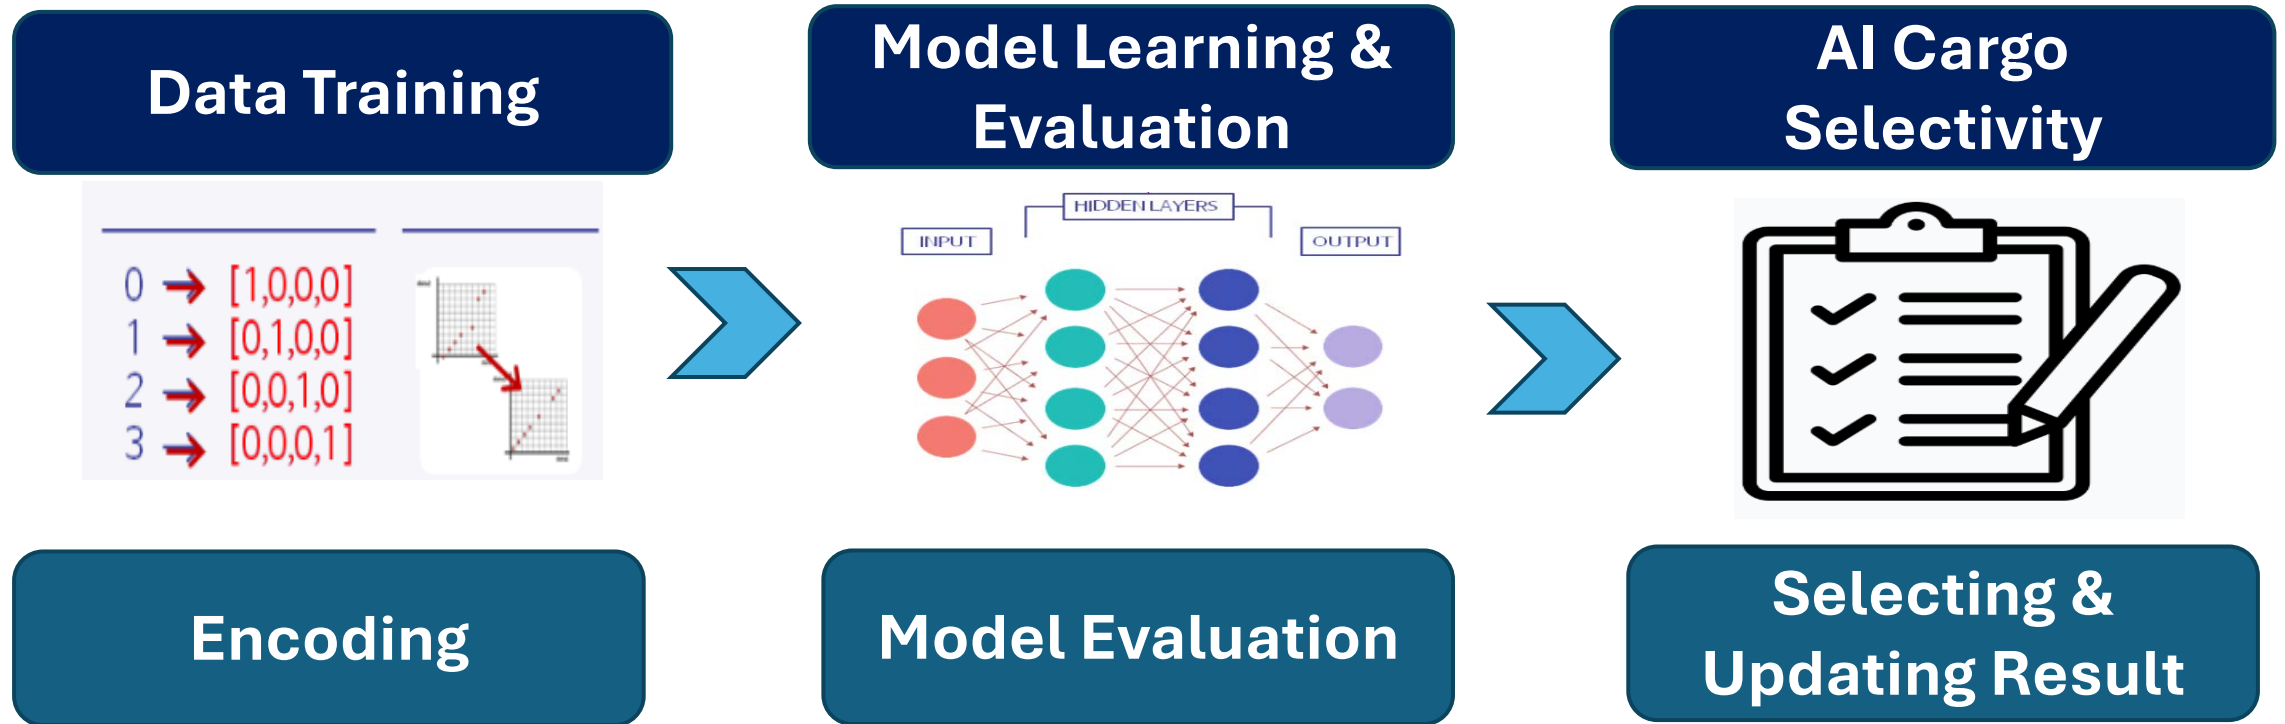 Data Training
Model Learning &
Evaluation
AI Cargo
Selectivity
0 → [1,0,0,0]
1 → [0,1,0,0]
2 → [0,0,1,0]
3 → [0,0,0,1]
HIDDEN LAYERS
INPUT
OUTPUT
Encoding
Model Evaluation
Selecting &
Updating Result